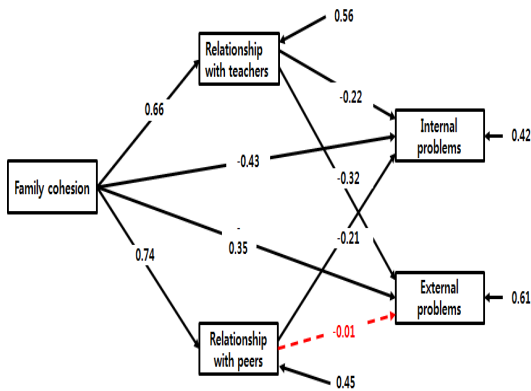 0.56
Relationship
with teachers
-0.22
0.66
Internal
problems
0.42
-0.43
-0.32
Family cohesion
-
0.35
-0.21
0.74
External
problems
0.61
Relationship
with peers
-0.01
0.45